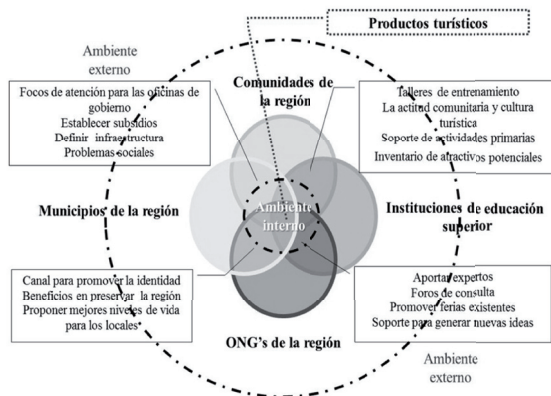 Productos turísticos
Ambiente
externo
Comunidades de
la región
Focos de atención para las oficinas de
gobierno
Establecer subsidios
Definir infraestructura
Problemas sociales
Talleres de entrenamiento
La actitud comunitaria y cultura
turística
Soporte de actividades primarias
Inventario de atractivos potenciales
Municipios de la región
Ambiente
interno
Instituciones de educación
superior
Canal para promover la identidad
Beneficios en preservar la región
Proponer mejores niveles de vida
para los locales
Aportar expertos
Foros de consulta
Promover ferias existentes
Soporte para generar nuevas ideas
ONG's de la región
Ambiente
externo